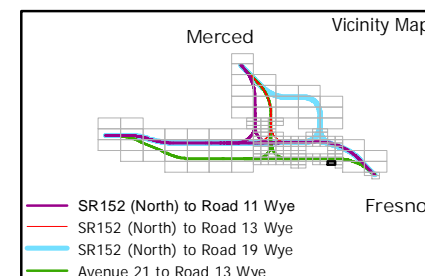 Vicinity Map
Merced
SR152 (North) to Road 11 Wye
Fresno
SR152 (North) to Road 13 Wye
SR152 (North) to Road 19 Wye
Avenue 21 to Road 13 Wye